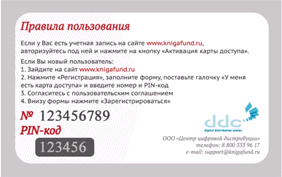 Правила пользования
Если у Вас есть учетная запись на сайте www.knigafund.ru,
авторизуйтесь под ней и нажмите на кнопку «Активация карты доступа».
Если Вы новый пользователь:
1. Зайдите на сайт www.knigafund.ru
2. Нажмите «Регистрация», заполните форму, поставьте галочку «У меня
есть карта доступа» и введите номер и PIN-код
3. Согласитесь с пользовательским соглашением
4. Внизу формы нажмите «Зарегистрироваться»
№ 123456789
PIN-код
123456
ddc
digital distribution center
ООО «Центр цифровой дистрибуции»
телефон: 8 800 333 96 17
e-mail: support@knigafund.ru